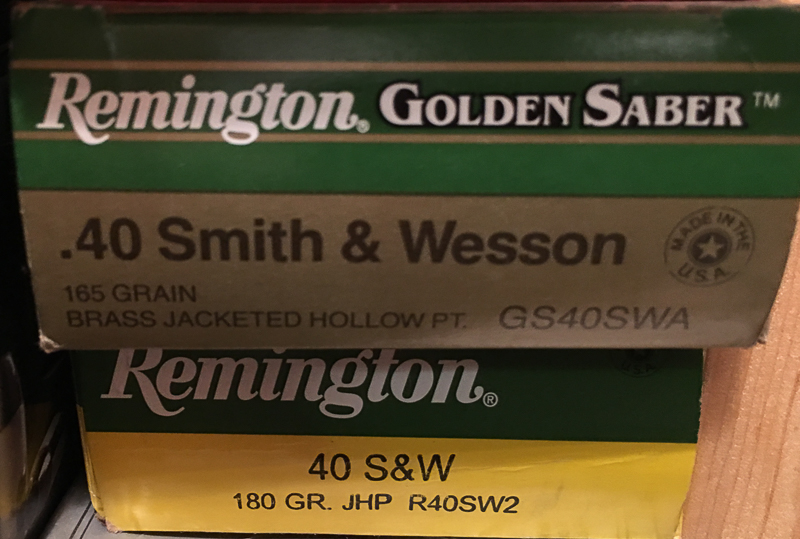 Remington® GOLDEN SABER™
.40 Smith & Wesson
MADE IN THE U.S.A.
165 GRAIN
BRASS JACKETED HOLLOW PT. GS40SWA
Remington®
40 S&W
180 GR. JHP R40SW2